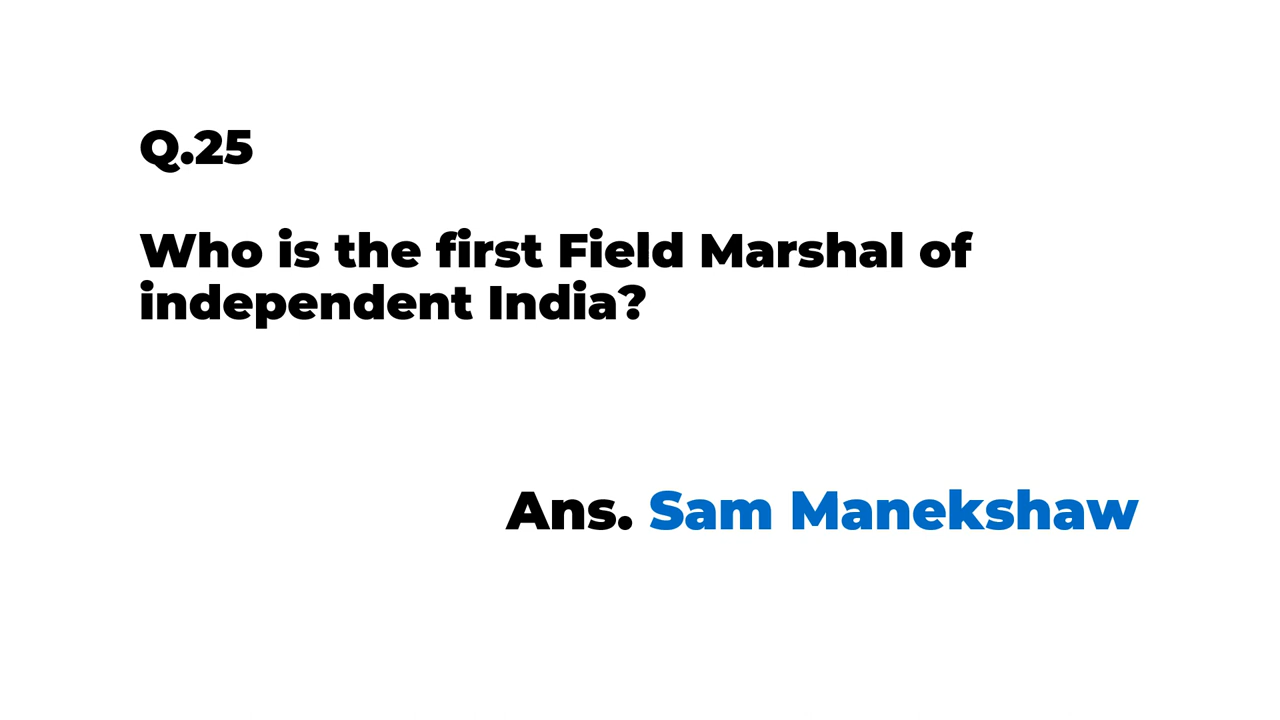 Q.25
Who is the first Field Marshal of
independent India?
Ans. Sam Manekshaw